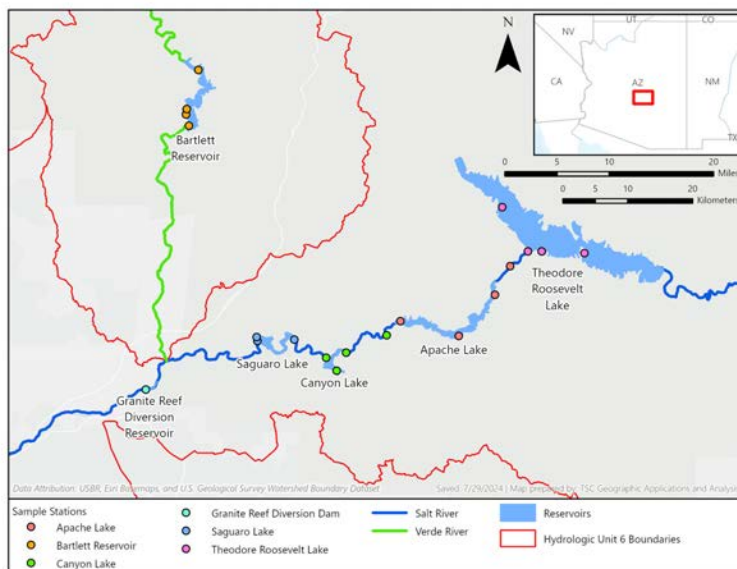 NV
UT
CO
CA
AZ
NM
TX
N
0 5 10 20
Miles
0 5 10 20
Kilometers
Bartlett
Reservoir
Theodore
Roosevelt
Lake
Apache Lake
Saguaro Lake
Canyon Lake
Granite Reef
Diversion
Reservoir
Data Attribution: USBR, Esri Basemaps, and U.S. Geological Survey Watershed Boundary Dataset
Saved: 7/29/2024 | Map prepared by: TSC Geographic Applications and Analysis
Sample Stations
Apache Lake
Bartlett Reservoir
Canyon Lake
Granite Reef Diversion Dam
Saguaro Lake
Theodore Roosevelt Lake
Salt River
Verde River
Reservoirs
Hydrologic Unit 6 Boundaries